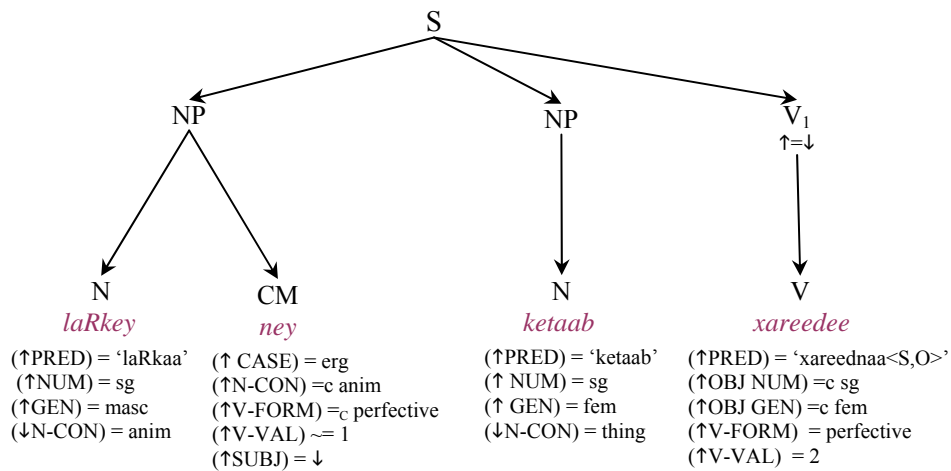 S
NP NP V₁
↑=↓
N CM N V
laRkey ney ketaab xareedee
(↑PRED) = ‘laRkaa’
(↑NUM) = sg
(↑GEN) = masc
(↓N-CON) = anim
(↑ CASE) = erg
(↑N-CON) =c anim
(↑V-FORM) =c perfective
(↑V-VAL) ~= 1
(↑SUBJ) = ↓
(↑PRED) = ‘ketaab’
(↑ NUM) = sg
(↑ GEN) = fem
(↓N-CON) = thing
(↑PRED) = ‘xareednaa<S,O>’
(↑OBJ NUM) =c sg
(↑OBJ GEN) =c fem
(↑V-FORM) = perfective
(↑V-VAL) = 2